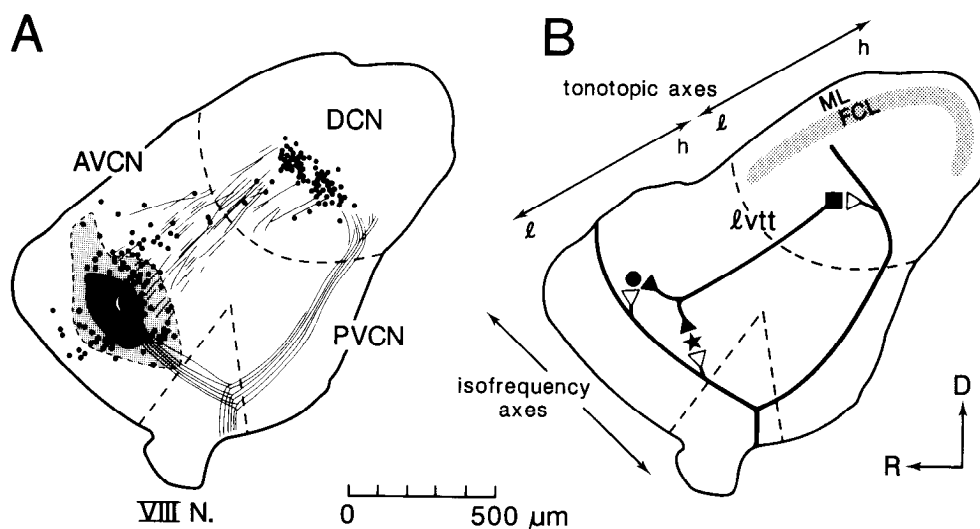 A
B
DCN
AVCN
PVCN
VIII N.
0 500 μm
tonotopic axes
h
ℓ
h
ℓ
ML
FCL
ℓvtt
isofrequency
axes
D
R